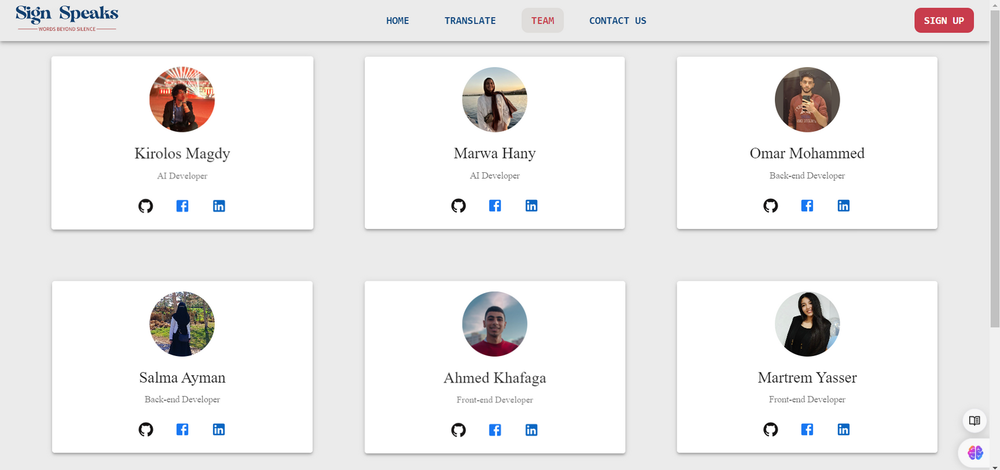 Sign Speaks
WORDS BEYOND SILENCE
HOME
TRANSLATE
TEAM
CONTACT US
SIGN UP
Kirolos Magdy
AI Developer
Marwa Hany
AI Developer
Omar Mohammed
Back-end Developer
Salma Ayman
Back-end Developer
Ahmed Khafaga
Front-end Developer
Martrem Yasser
Front-end Developer